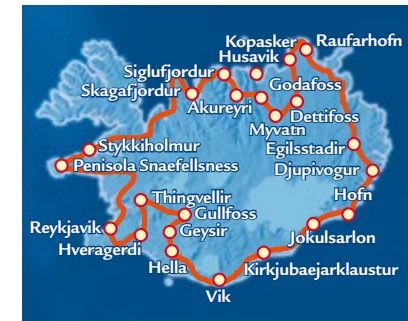 Kopasker
Raufarhofn
Husavik
Siglufjordur
Godafoss
Skagafjordur
Akureyri
Dettifoss
Myvatn
Stykkiholmur
Egilsstadir
Penisola Snaefellsness
Djupivogur
Thingvellir
Hofn
Gullfoss
Reykjavik
Geysir
Jokulsarlon
Hveragerdi
Hella
Kirkjubaejarklaustur
Vik